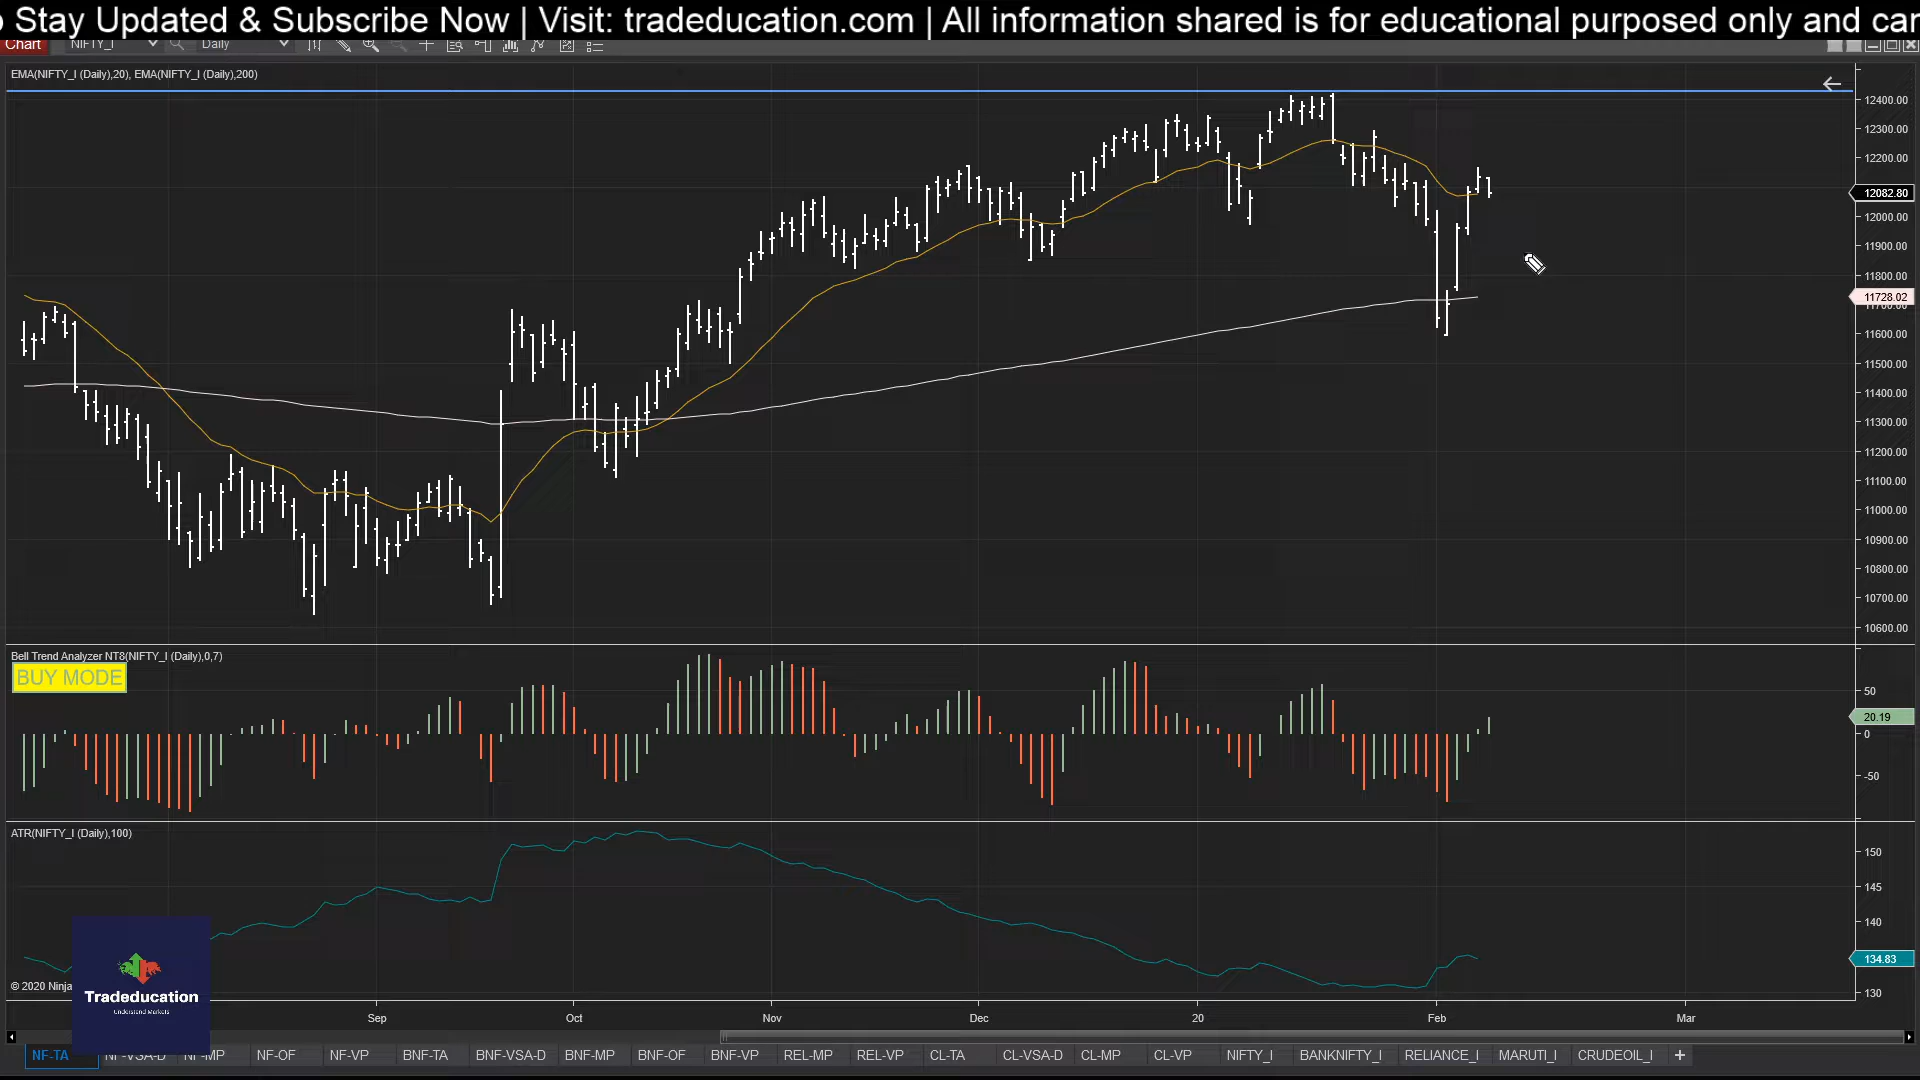 Stay Updated & Subscribe Now | Visit: tradeducation.com | All information shared is for educational purposed only and car
Chart NIFTY_I Daily
EMA(NIFTY_I (Daily),20), EMA(NIFTY_I (Daily),200)
12400.00
12300.00
12200.00
12082.80
12000.00
11900.00
11800.00
11728.02
11600.00
11500.00
11400.00
11300.00
11200.00
11100.00
11000.00
10900.00
10800.00
10700.00
10600.00
Bell Trend Analyzer NT8(NIFTY_I (Daily),0,7)
BUY MODE
50
20.19
0
-50
ATR(NIFTY_I (Daily),100)
150
145
140
134.83
130
Tradeducation
Understand Markets
© 2020 Ninja
Sep Oct Nov Dec 20 Feb Mar
NF-TA NF-VSA-D NF-MP NF-OF NF-VP BNF-TA BNF-VSA-D BNF-MP BNF-OF BNF-VP REL-MP REL-VP CL-TA CL-VSA-D CL-MP CL-VP NIFTY_I BANKNIFTY_I RELIANCE_I MARUTI_I CRUDEOIL_I +